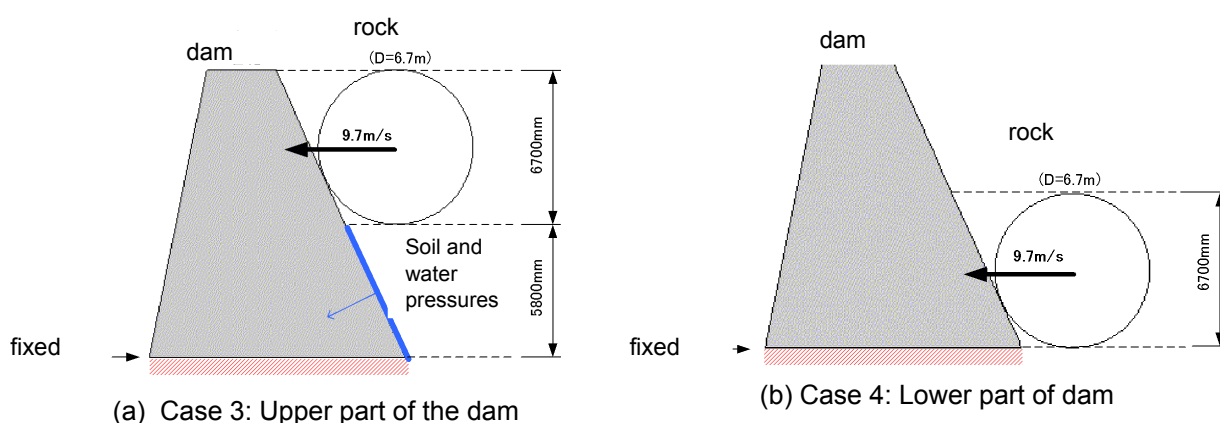 rock
dam
(D=6.7m)
9.7m/s
6700mm
Soil and
water
pressures
5800mm
fixed
(a) Case 3: Upper part of the dam
dam
rock
(D=6.7m)
9.7m/s
6700mm
fixed
(b) Case 4: Lower part of dam